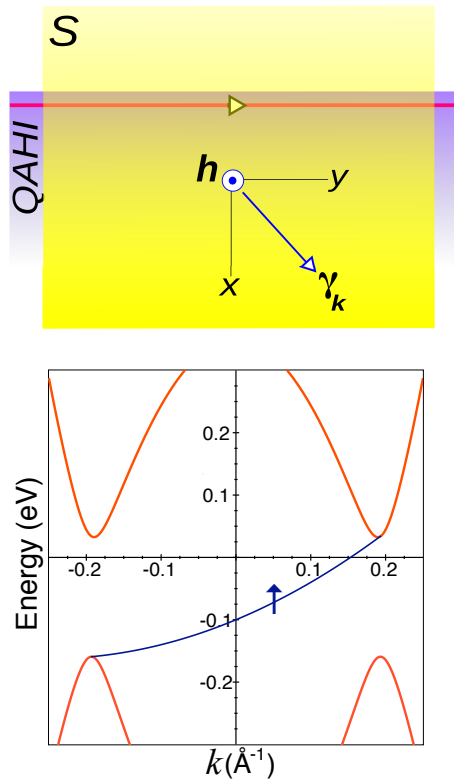 S
QAHI
h
y
x
γk
0.2
0.1
-0.2
-0.1
0.1
0.2
-0.1
-0.2
Energy (eV)
k(Å-1)